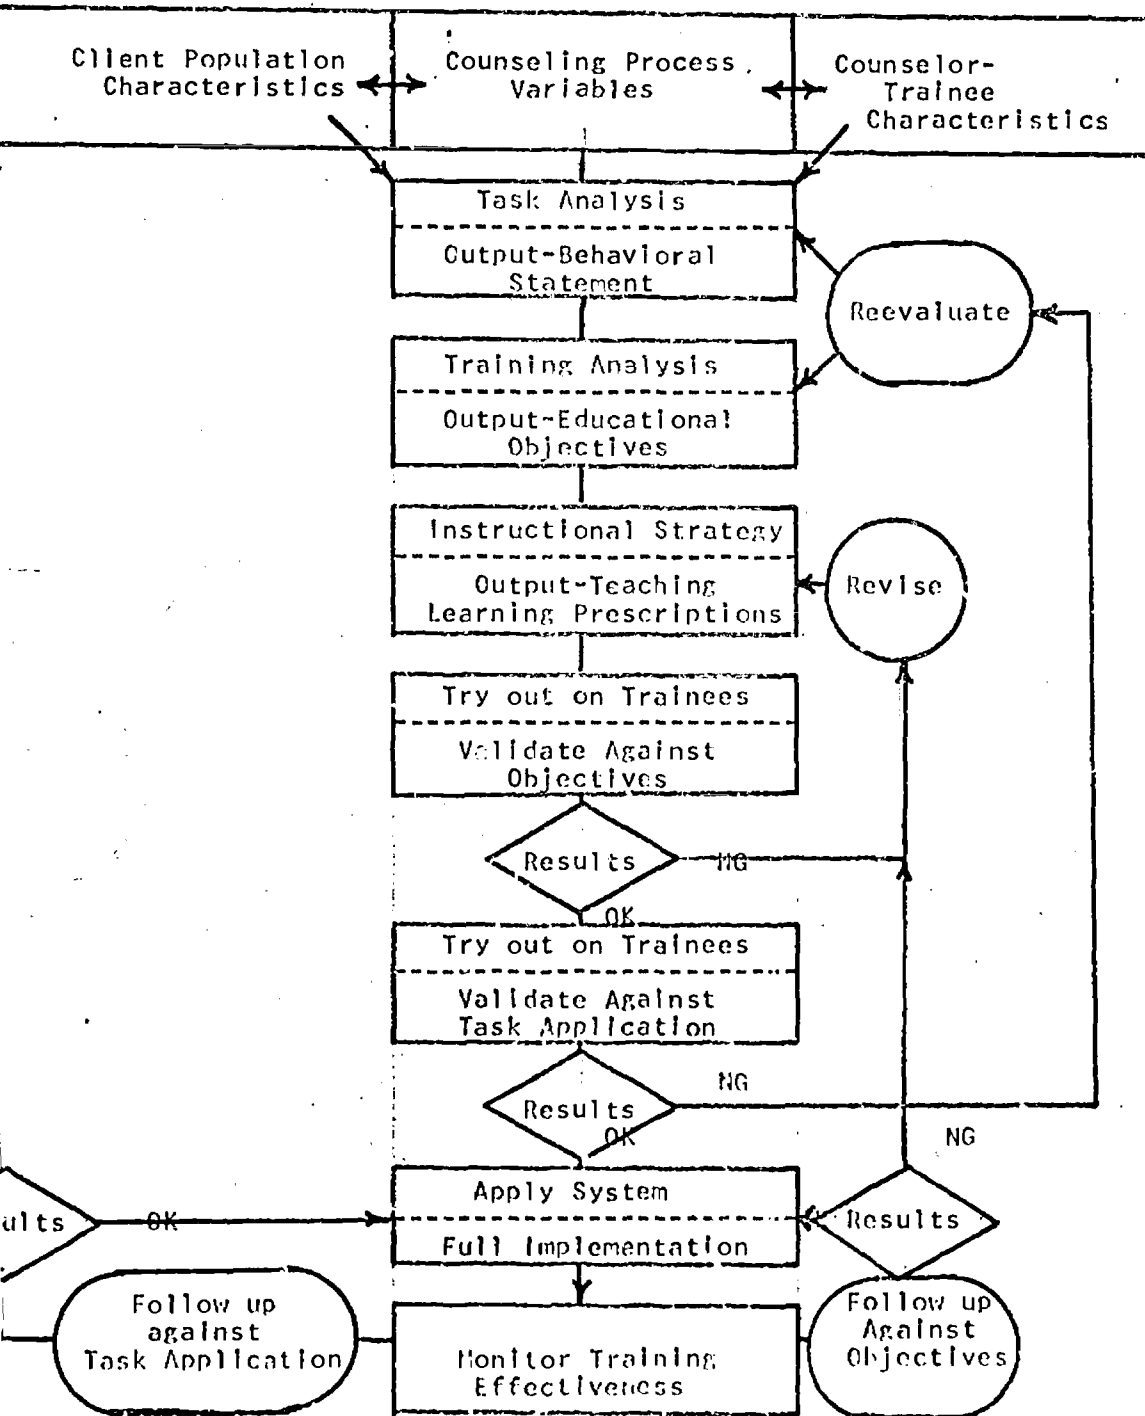 Client Population
Characteristics
Counseling Process
Variables
Counselor-
Trainee
Characteristics
Task Analysis
Output-Behavioral
Statement
Reevaluate
Training Analysis
Output-Educational
Objectives
Instructional Strategy
Output-Teaching
Learning Prescriptions
Revise
Try out on Trainees
Validate Against
Objectives
Results
NG
OK
Try out on Trainees
Validate Against
Task Application
NG
Results
OK
NG
ults
OK
Apply System
Full Implementation
Results
Follow up
against
Task Application
Monitor Training
Effectiveness
Follow up
Against
Objectives